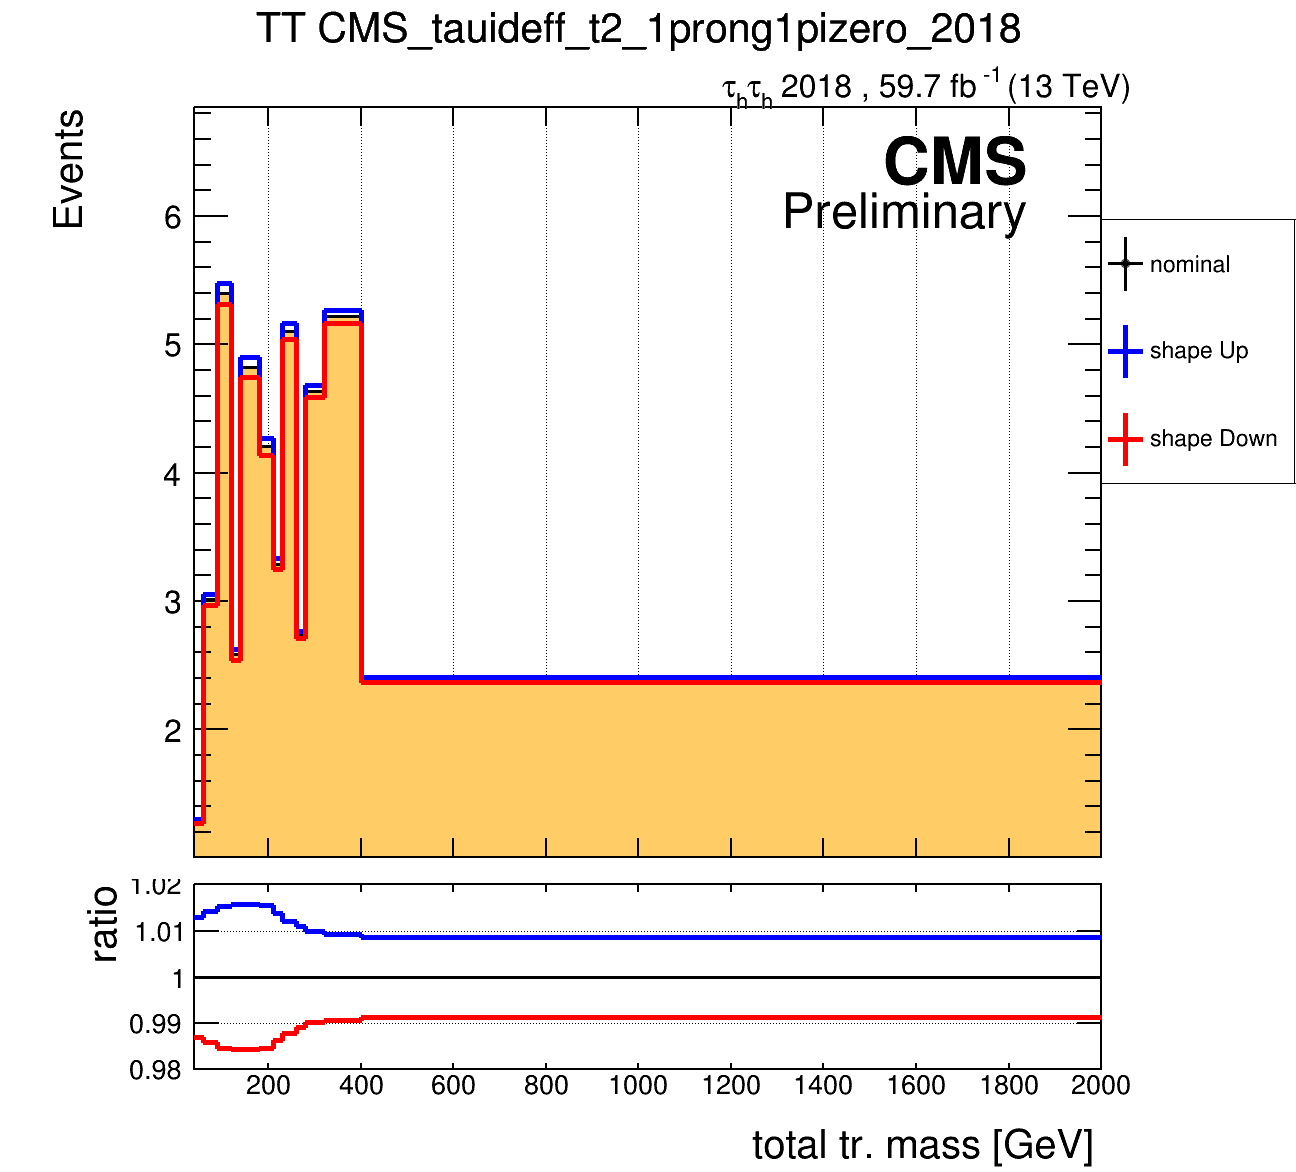 TT CMS_tauideff_t2_1prong1pizero_2018
τhτh 2018 , 59.7 fb -1 (13 TeV)
Events
CMS
Preliminary
6
5
4
3
2
nominal
shape Up
shape Down
ratio
1.02
1.01
1
0.99
0.98
200 400 600 800 1000 1200 1400 1600 1800 2000
total tr. mass [GeV]